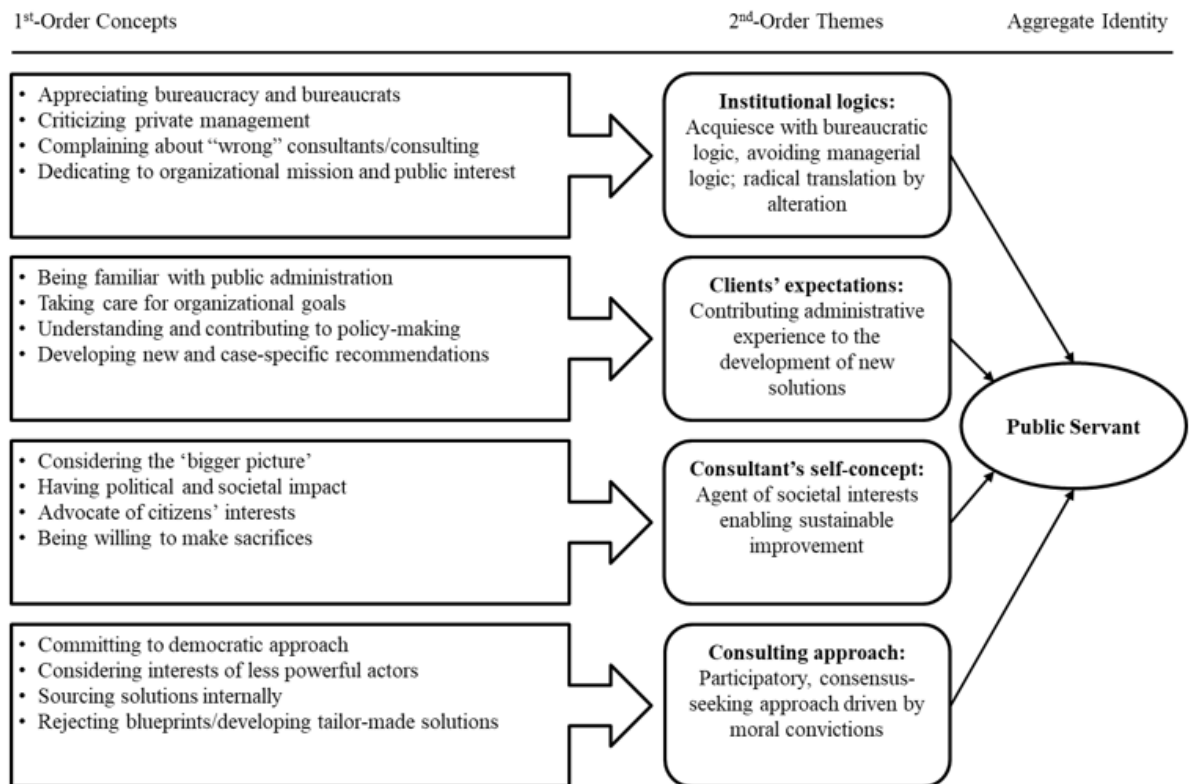 1st-Order Concepts
2nd-Order Themes
Aggregate Identity
• Appreciating bureaucracy and bureaucrats
• Criticizing private management
• Complaining about “wrong” consultants/consulting
• Dedicating to organizational mission and public interest
Institutional logics:
Acquiesce with bureaucratic
logic, avoiding managerial
logic; radical translation by
alteration
• Being familiar with public administration
• Taking care for organizational goals
• Understanding and contributing to policy-making
• Developing new and case-specific recommendations
Clients’ expectations:
Contributing administrative
experience to the
development of new
solutions
• Considering the ‘bigger picture’
• Having political and societal impact
• Advocate of citizens’ interests
• Being willing to make sacrifices
Consultant’s self-concept:
Agent of societal interests
enabling sustainable
improvement
• Committing to democratic approach
• Considering interests of less powerful actors
• Sourcing solutions internally
• Rejecting blueprints/developing tailor-made solutions
Consulting approach:
Participatory, consensus-
seeking approach driven by
moral convictions
Public Servant